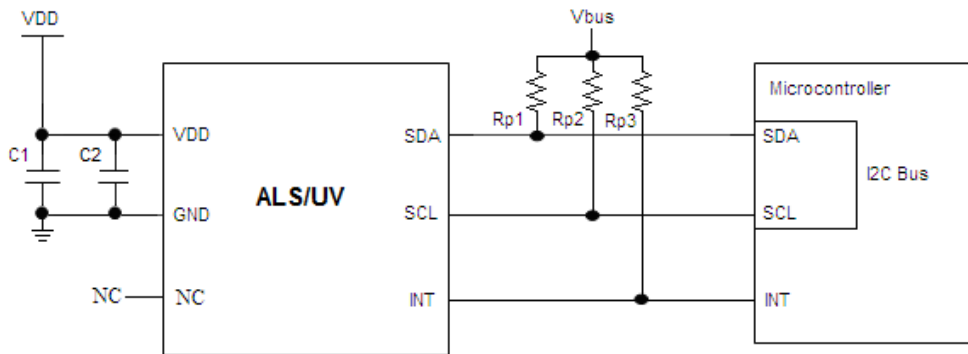 VDD
Vbus
Microcontroller
Rp1
Rp2
Rp3
VDD
SDA
SDA
C1
C2
I2C Bus
ALS/UV
GND
SCL
SCL
NC
NC
INT
INT